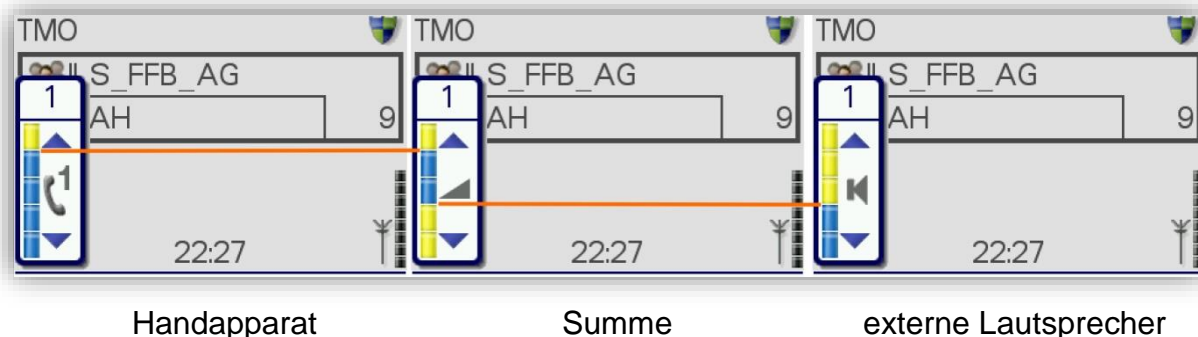 TMO
S_FFB_AG
1
AH 9
1
22:27
TMO
S_FFB_AG
1
AH 9
22:27
TMO
S_FFB_AG
1
AH 9
22:27
Handapparat
Summe
externe Lautsprecher